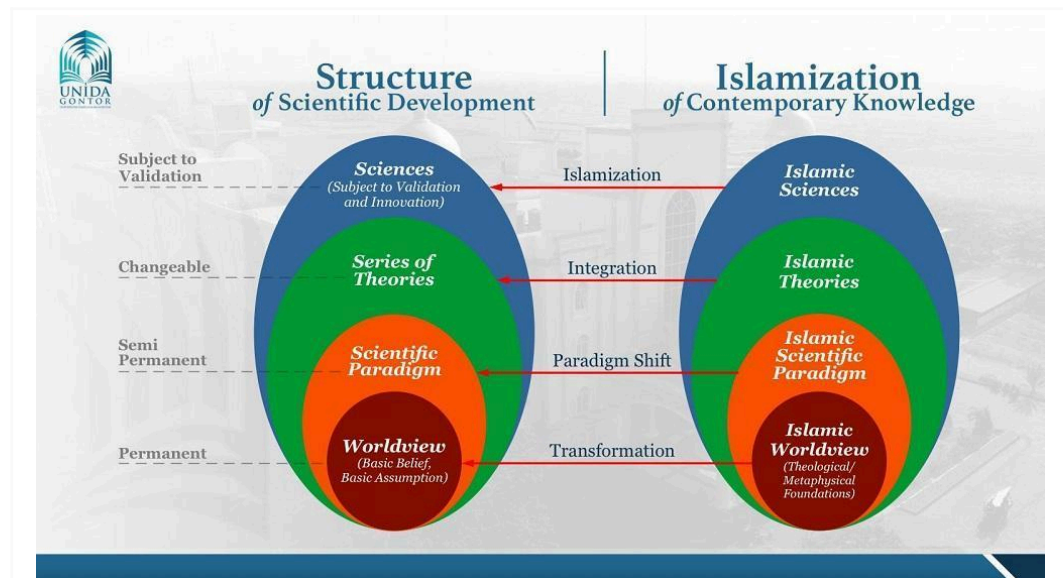 UNIDA
GONTOR
Structure
of Scientific Development
Islamization
of Contemporary Knowledge
Subject to
Validation
Sciences
(Subject to Validation
and Innovation)
Islamization
Islamic
Sciences
Changeable
Series of
Theories
Integration
Islamic
Theories
Semi
Permanent
Scientific
Paradigm
Paradigm Shift
Islamic
Scientific
Paradigm
Permanent
Worldview
(Basic Belief,
Basic Assumption)
Transformation
Islamic
Worldview
(Theological/
Metaphysical
Foundations)